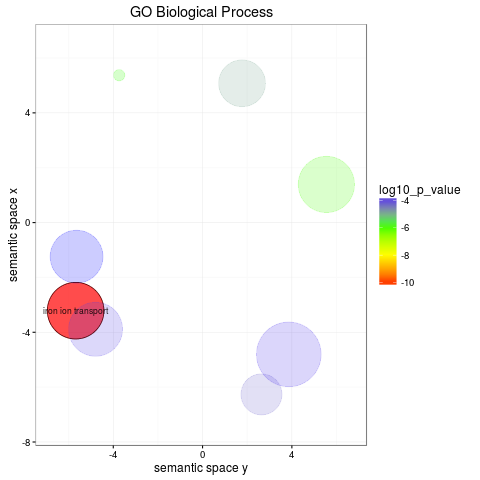 GO Biological Process
semantic space x
4
0
-4
-8
iron ion transport
-4
0
4
semantic space y
log10_p_value
-4
-6
-8
-10